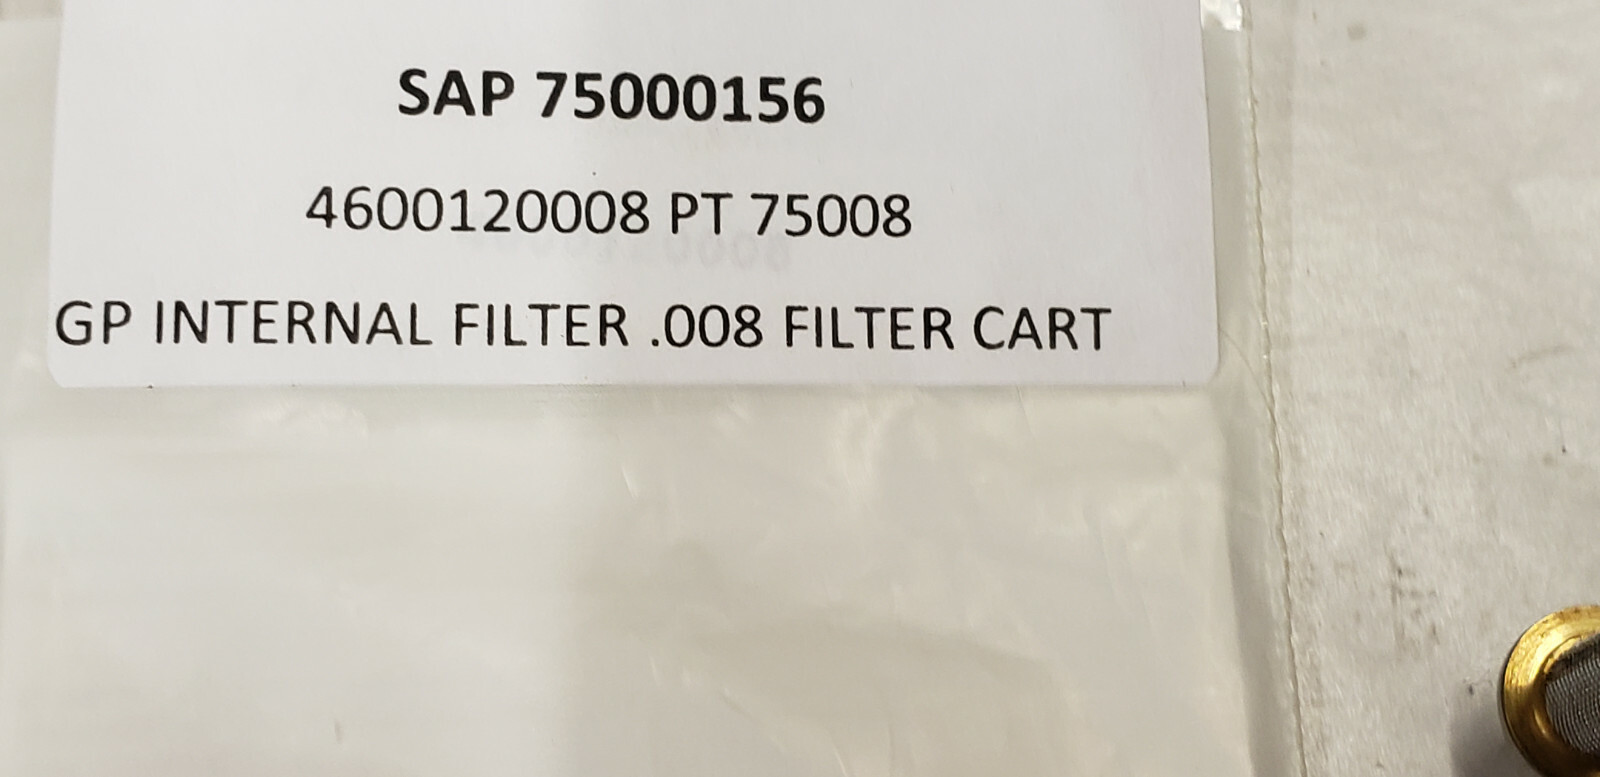 SAP 75000156
4600120008 PT 75008
GP INTERNAL FILTER .008 FILTER CART